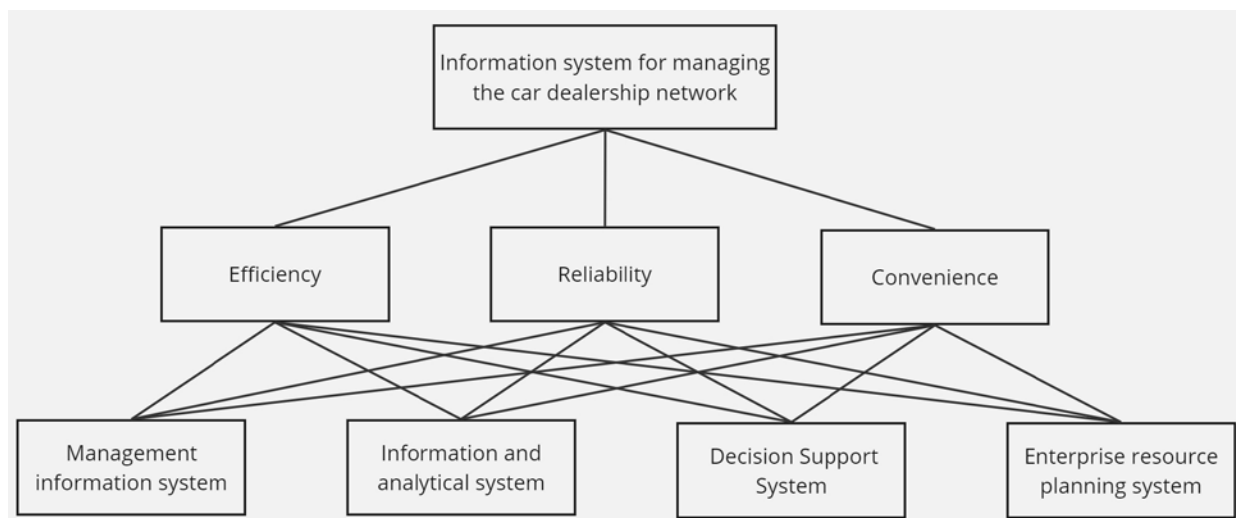 Information system for managing
the car dealership network
Efficiency
Reliability
Convenience
Management
information system
Information and
analytical system
Decision Support
System
Enterprise resource
planning system